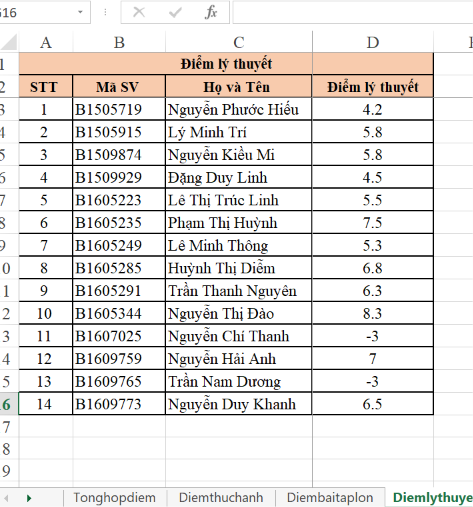 516
fx
A B C D
1 Điểm lý thuyết
2 STT Mã SV Họ và Tên Điểm lý thuyết
3 1 B1505719 Nguyễn Phước Hiếu 4.2
4 2 B1505915 Lý Minh Trí 5.8
5 3 B1509874 Nguyễn Kiều Mi 5.8
6 4 B1509929 Đặng Duy Linh 4.5
7 5 B1605223 Lê Thị Trúc Linh 5.5
8 6 B1605235 Phạm Thị Huỳnh 7.5
9 7 B1605249 Lê Minh Thông 5.3
0 8 B1605285 Huỳnh Thị Diễm 6.8
1 9 B1605291 Trần Thanh Nguyên 6.3
2 10 B1605344 Nguyễn Thị Đào 8.3
3 11 B1607025 Nguyễn Chí Thanh -3
4 12 B1609759 Nguyễn Hải Anh 7
5 13 B1609765 Trần Nam Dương -3
6 14 B1609773 Nguyễn Duy Khanh 6.5
7
8
9
Tonghopdiem Diemthuchanh Diembaitaplon Diemlythuye